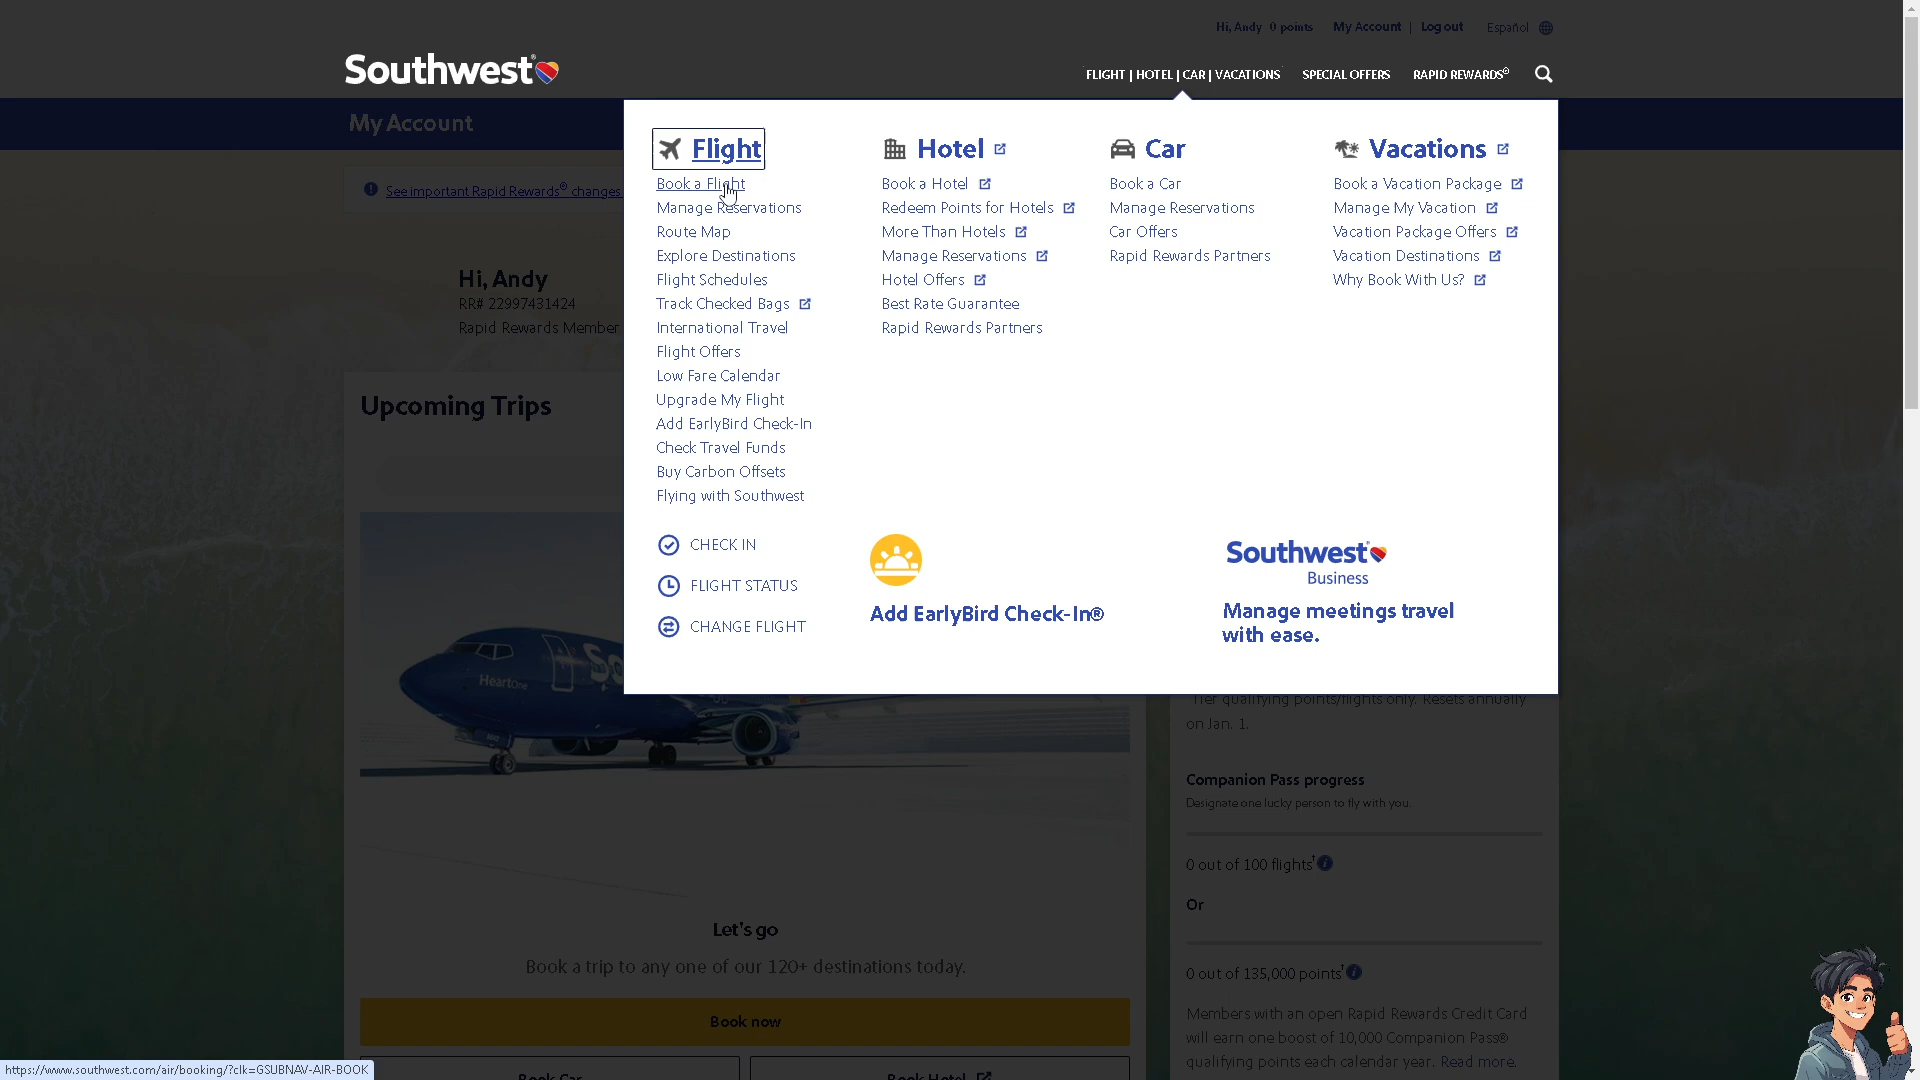 Hi, Andy 0 points My Account | Log out Español
Southwest
FLIGHT | HOTEL | CAR | VACATIONS SPECIAL OFFERS RAPID REWARDS®
My Account
See important Rapid Rewards® changes
Hi, Andy
RR# 22997431424
Rapid Rewards Member
Upcoming Trips
Flight
Book a Flight
Manage Reservations
Route Map
Explore Destinations
Flight Schedules
Track Checked Bags
International Travel
Flight Offers
Low Fare Calendar
Upgrade My Flight
Add EarlyBird Check-In
Check Travel Funds
Buy Carbon Offsets
Flying with Southwest
Hotel
Book a Hotel
Redeem Points for Hotels
More Than Hotels
Manage Reservations
Hotel Offers
Best Rate Guarantee
Rapid Rewards Partners
Car
Book a Car
Manage Reservations
Car Offers
Rapid Rewards Partners
Vacations
Book a Vacation Package
Manage My Vacation
Vacation Package Offers
Vacation Destinations
Why Book With Us?
CHECK IN
FLIGHT STATUS
CHANGE FLIGHT
Add EarlyBird Check-In®
Southwest
Business
Manage meetings travel
with ease.
HeartOne
So
Let's go
Book a trip to any one of our 120+ destinations today.
Book now
Book Car
Book Hotel
Tier qualifying points/flights only. Resets annually
on Jan. 1.
Companion Pass progress
Designate one lucky person to fly with you.
0 out of 100 flights†
Or
0 out of 135,000 points†
Members with an open Rapid Rewards Credit Card
will earn one boost of 10,000 Companion Pass®
qualifying points each calendar year. Read more.
https://www.southwest.com/air/booking/?clk=GSUBNAV-AIR-BOOK